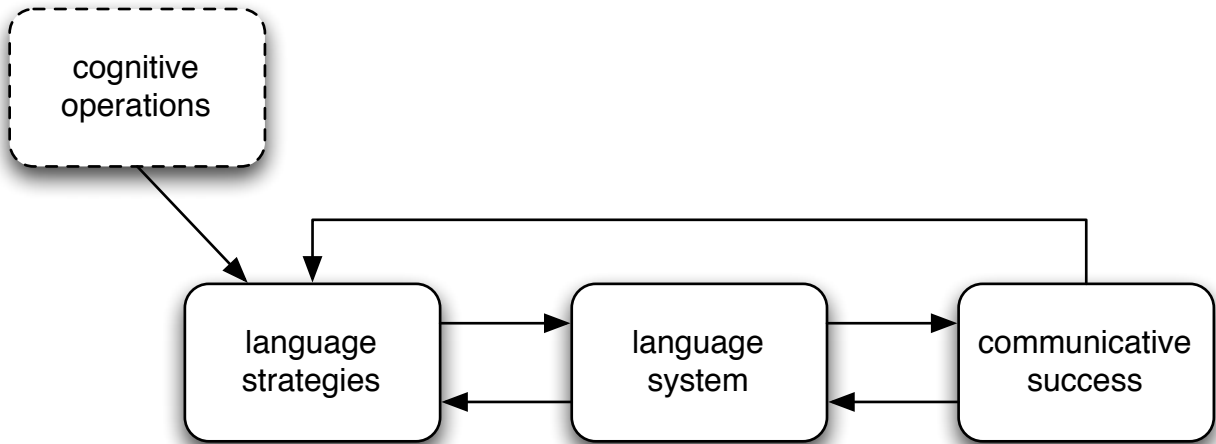 cognitive
operations
language
strategies
language
system
communicative
success